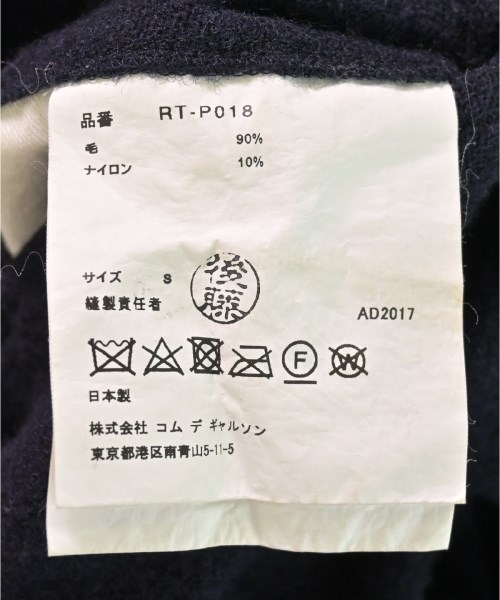 品番 RT-P018
毛 90%
ナイロン 10%
サイズ S
後藤
縫製責任者
AD2017
F W
日本製
株式会社 コム デ ギャルソン
東京都港区南青山5-11-5